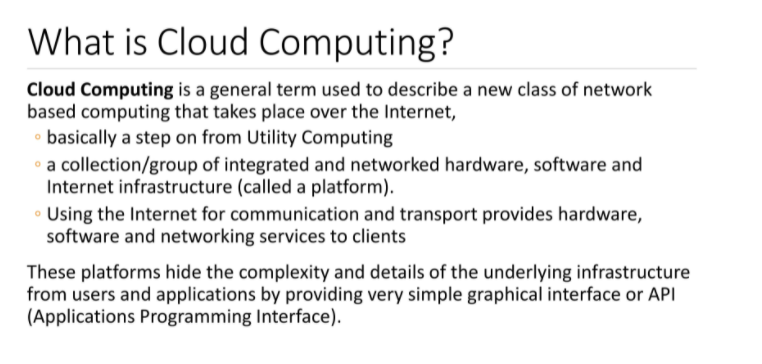 What is Cloud Computing?
Cloud Computing is a general term used to describe a new class of network
based computing that takes place over the Internet,
◦ basically a step on from Utility Computing
◦ a collection/group of integrated and networked hardware, software and
Internet infrastructure (called a platform).
◦ Using the Internet for communication and transport provides hardware,
software and networking services to clients
These platforms hide the complexity and details of the underlying infrastructure
from users and applications by providing very simple graphical interface or API
(Applications Programming Interface).